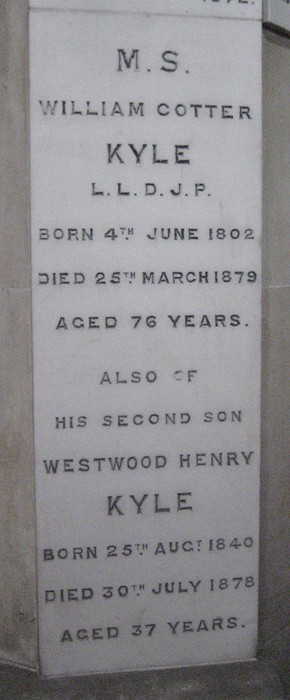 M.S.
WILLIAM COTTER
KYLE
L.L.D.J.P.
BORN 4TH JUNE 1802
DIED 25TH MARCH 1879
AGED 76 YEARS.
ALSO OF
HIS SECOND SON
WESTWOOD HENRY
KYLE
BORN 25TH AUGT 1840
DIED 30TH JULY 1878
AGED 37 YEARS.